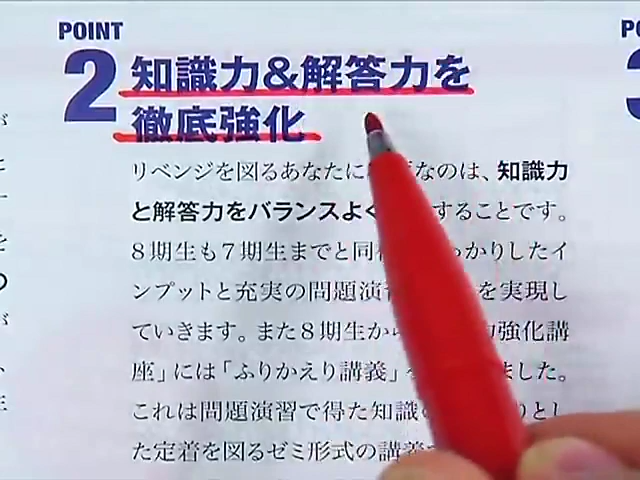 POINT
2 知識力&解答力を
徹底強化
リベンジを図るあなたに なのは、知識力
と解答力をバランスよく することです。
8期生も7期生までと同 っかりしたイ
ンプットと充実の問題演 を実現し
ていきます。また8期生か 力強化講
座」には「ふりかえり講義」 ました。
これは問題演習で得た知識 りとし
た定着を図るゼミ形式の講義